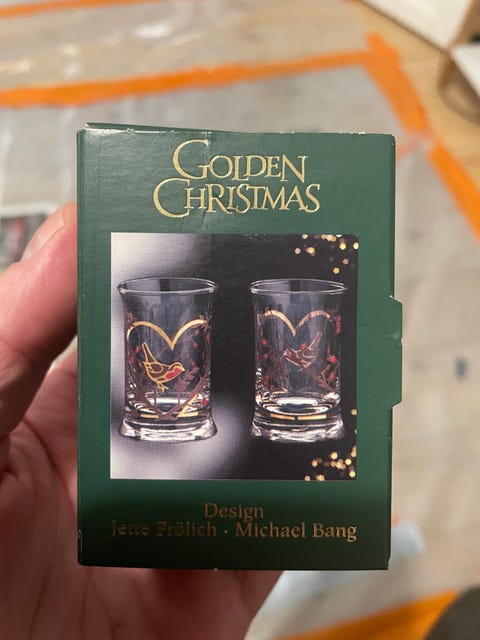 GOLDEN
CHRISTMAS
Design
Jette Frölich · Michael Bang